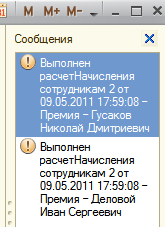 M M+ M−
Сообщения
Выполнен
расчетНачисления
сотрудникам 2 от
09.05.2011 17:59:08 –
Премия – Гусаков
Николай Дмитриевич
Выполнен
расчетНачисления
сотрудникам 2 от
09.05.2011 17:59:08 –
Премия – Деловой
Иван Сергеевич